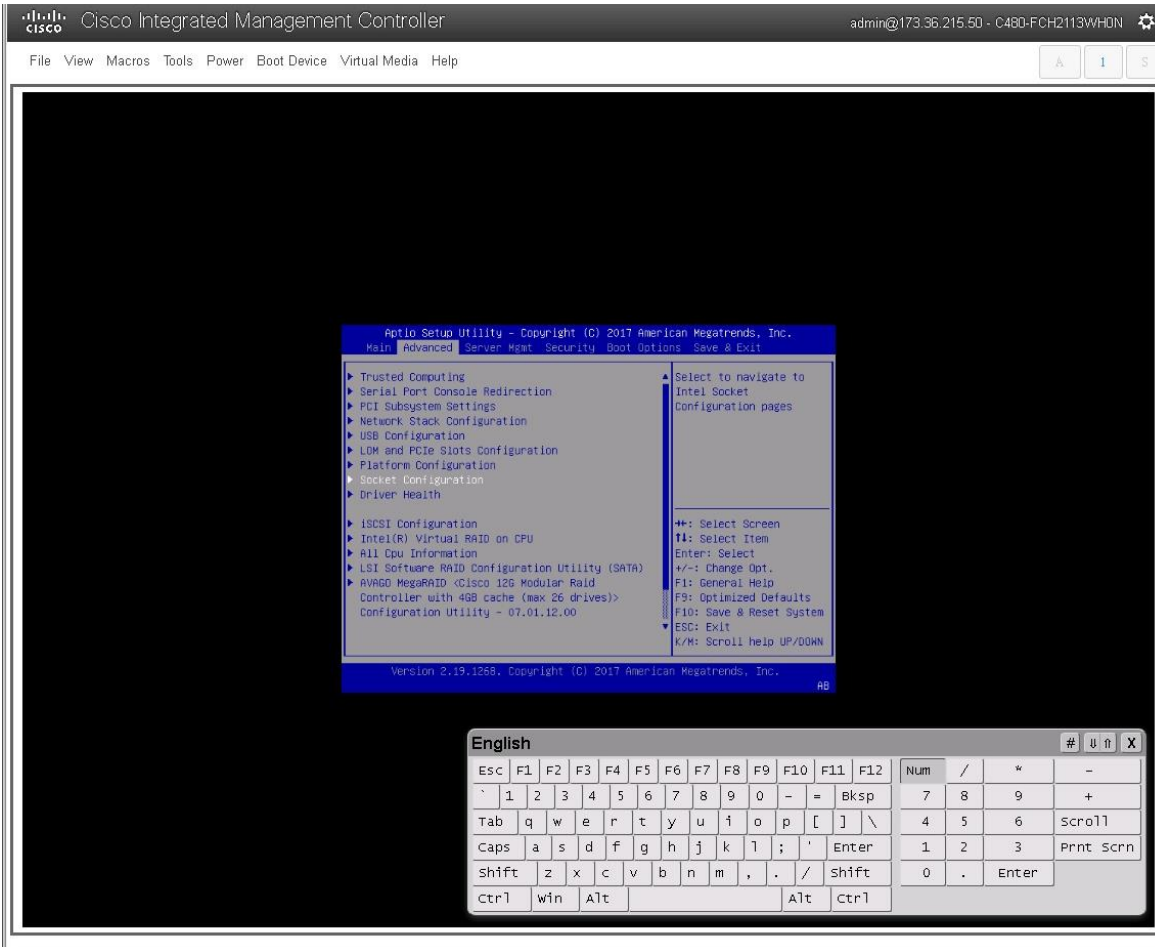 CISCO Cisco Integrated Management Controller
admin@173.36.215.50 - C480-FCH2113WH0N
File View Macros Tools Power Boot Device Virtual Media Help
A 1 S
Aptio Setup Utility - Copyright (C) 2017 American Megatrends, Inc.
Main Advanced Server Mgmt Security Boot Options Save & Exit
Trusted Computing
Serial Port Console Redirection
PCI Subsystem Settings
Network Stack Configuration
USB Configuration
LOM and PCIe Slots Configuration
Platform Configuration
Socket Configuration
Driver Health
iSCSI Configuration
Intel(R) Virtual RAID on CPU
All Cpu Information
LSI Software RAID Configuration Utility (SATA)
AVAGO MegaRAID <Cisco 12G Modular Raid
Controller with 4GB cache (max 26 drives)>
Configuration Utility - 07.01.12.00
Select to navigate to
Intel Socket
Configuration pages
→←: Select Screen
↑↓: Select Item
Enter: Select
+/-: Change Opt.
F1: General Help
F9: Optimized Defaults
F10: Save & Reset System
ESC: Exit
K/M: Scroll help UP/DOWN
Version 2.19.1268. Copyright (C) 2017 American Megatrends, Inc.
AB
English # ⇓⇑ X
Esc F1 F2 F3 F4 F5 F6 F7 F8 F9 F10 F11 F12 Num / * -
` 1 2 3 4 5 6 7 8 9 0 - = Bksp 7 8 9 +
Tab q w e r t y u i o p [ ] \ 4 5 6 Scroll
Caps a s d f g h j k l ; ' Enter 1 2 3 Prnt Scrn
Shift z x c v b n m , . / Shift 0 . Enter
Ctrl Win Alt Alt Ctrl